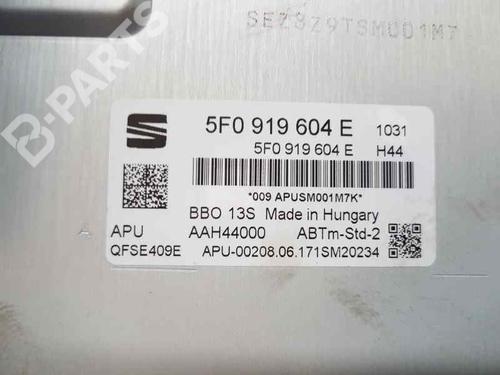 SEZ8Z9TSM001M7
5F0 919 604 E 1031
5F0 919 604 E H44
*009 APUSM001M7K*
BBO 13S Made in Hungary
APU AAH44000 ABTm-Std-2
QFSE409E APU-00208.06.171SM20234
B-PARTS